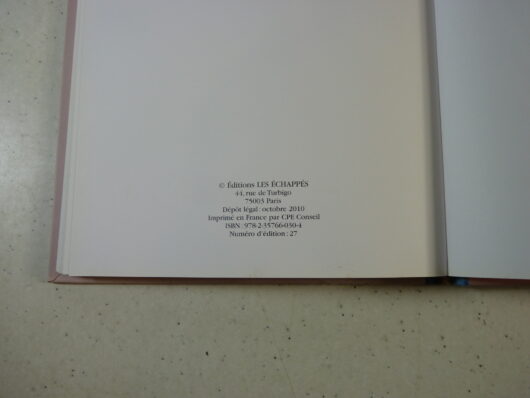 © Éditions LES ÉCHAPPÉS
44, rue de Turbigo
75003 Paris
Dépôt légal : octobre 2010
Imprimé en France par CPE Conseil
ISBN : 978-2-35766-030-4
Numéro d'édition : 27